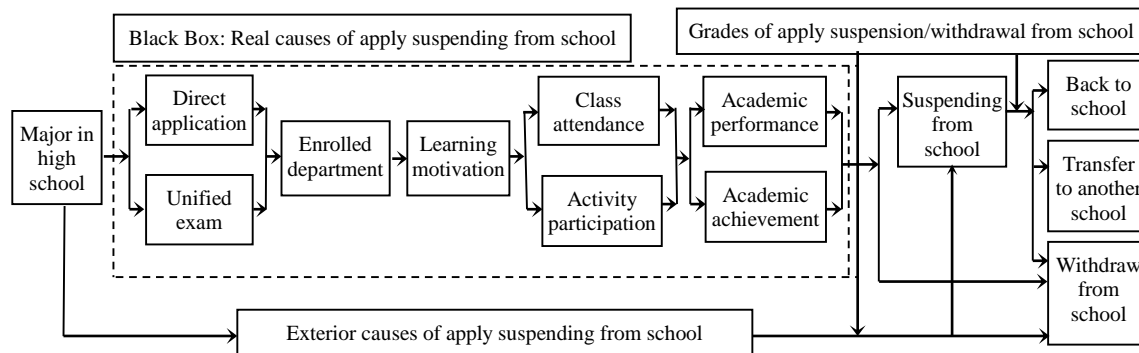 Black Box: Real causes of apply suspending from school
Grades of apply suspension/withdrawal from school
Major in
high
school
Direct
application
Unified
exam
Enrolled
department
Learning
motivation
Class
attendance
Activity
participation
Academic
performance
Academic
achievement
Suspending
from
school
Back to
school
Transfer
to another
school
Withdraw
from
school
Exterior causes of apply suspending from school